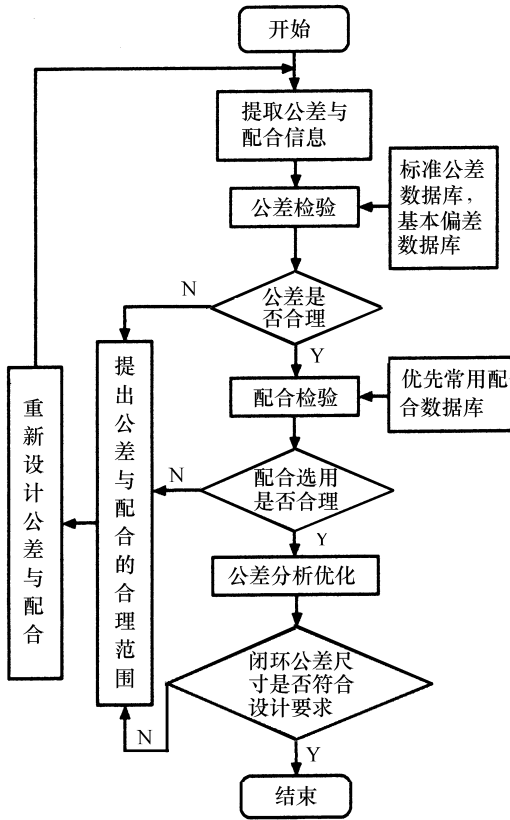 开始
提取公差与
配合信息
标准公差
数据库，
基本偏差
数据库
公差检验
N
公差是
否合理
Y
提出公差与配合的合理范围
重新设计公差与配合
配合检验
优先常用配
合数据库
N
配合选用
是否合理
Y
公差分析优化
闭环公差尺
寸是否符合
设计要求
N
Y
结束